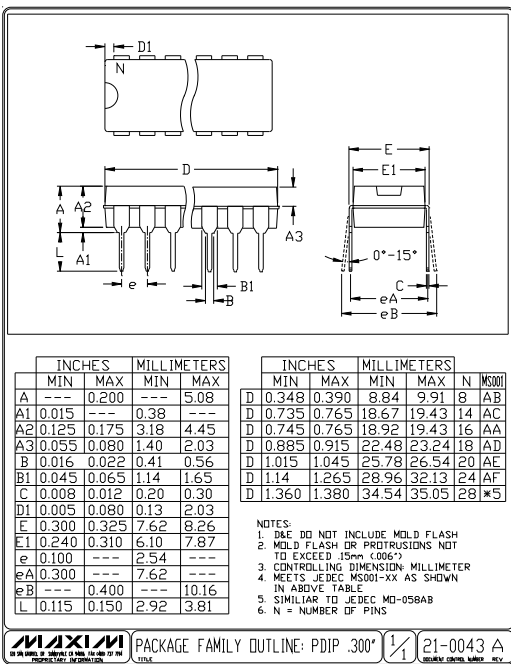 D1
N
D
A
A2
A3
L
A1
e
B1
B
E
E1
0°-15°
C
eA
eB
INCHES MILLIMETERS
MIN MAX MIN MAX
A --- 0.200 --- 5.08
A1 0.015 --- 0.38 ---
A2 0.125 0.175 3.18 4.45
A3 0.055 0.080 1.40 2.03
B 0.016 0.022 0.41 0.56
B1 0.045 0.065 1.14 1.65
C 0.008 0.012 0.20 0.30
D1 0.005 0.080 0.13 2.03
E 0.300 0.325 7.62 8.26
E1 0.240 0.310 6.10 7.87
e 0.100 --- 2.54 ---
eA 0.300 --- 7.62 ---
eB --- 0.400 --- 10.16
L 0.115 0.150 2.92 3.81
INCHES MILLIMETERS
MIN MAX MIN MAX N MS001
D 0.348 0.390 8.84 9.91 8 AB
D 0.735 0.765 18.67 19.43 14 AC
D 0.745 0.765 18.92 19.43 16 AA
D 0.885 0.915 22.48 23.24 18 AD
D 1.015 1.045 25.78 26.54 20 AE
D 1.14 1.265 28.96 32.13 24 AF
D 1.360 1.380 34.54 35.05 28 *5
NOTES:
1. D&E DO NOT INCLUDE MOLD FLASH
2. MOLD FLASH OR PROTRUSIONS NOT
TO EXCEED .15mm (.006")
3. CONTROLLING DIMENSION: MILLIMETER
4. MEETS JEDEC MS001-XX AS SHOWN
IN ABOVE TABLE
5. SIMILIAR TO JEDEC MO-058AB
6. N = NUMBER OF PINS
MAXIM
PROPRIETARY INFORMATION
PACKAGE FAMILY OUTLINE: PDIP .300"
TITLE
1/1
21-0043 A
DOCUMENT CONTROL NUMBER REV